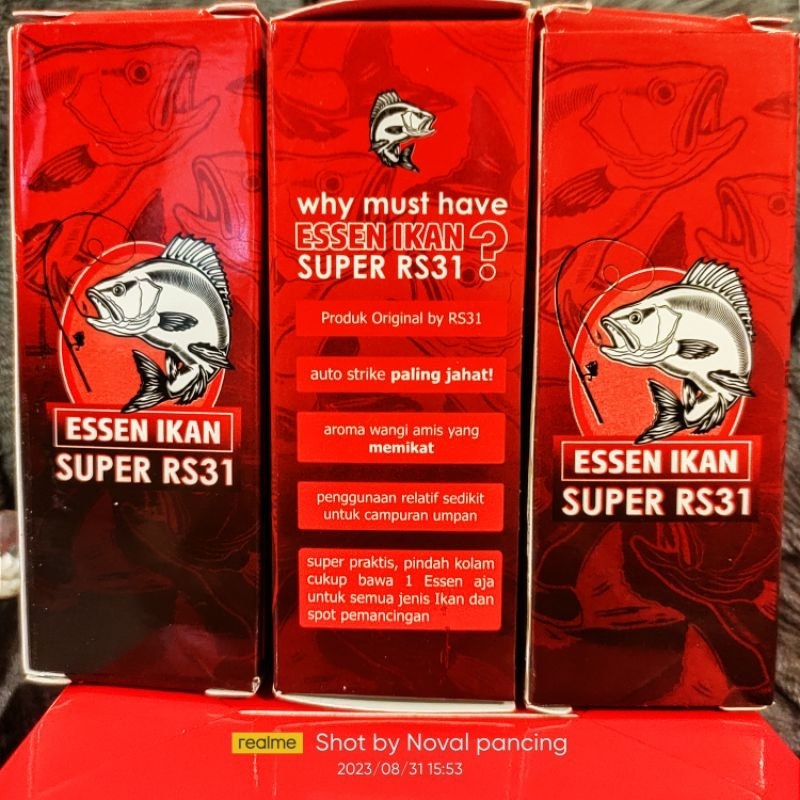 ESSEN IKAN
SUPER RS31
why must have
ESSEN IKAN ?
SUPER RS31
Produk Original by RS31
auto strike paling jahat!
aroma wangi amis yang
memikat
penggunaan relatif sedikit
untuk campuran umpan
super praktis, pindah kolam
cukup bawa 1 Essen aja
untuk semua jenis Ikan dan
spot pemancingan
ESSEN IKAN
SUPER RS31
realme Shot by Noval pancing
2023/08/31 15:53